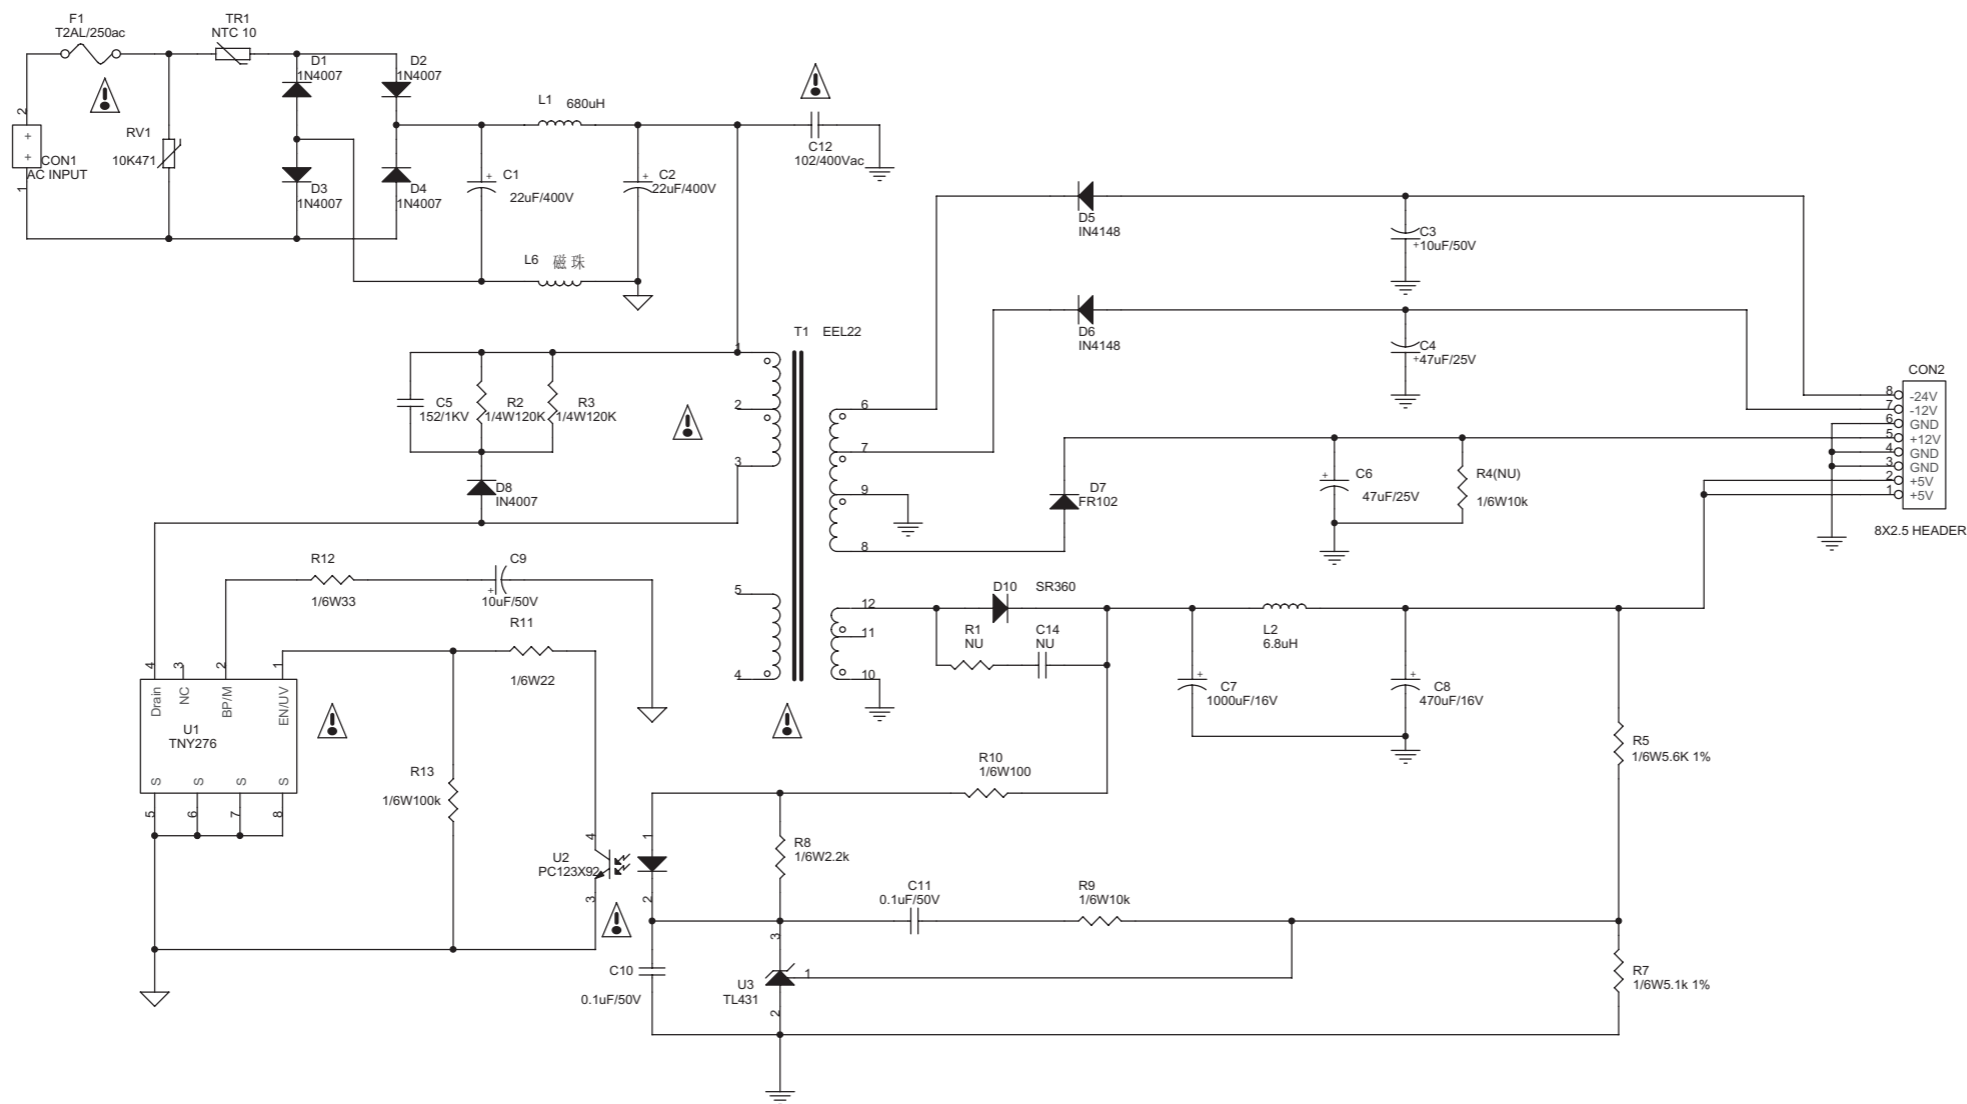 F1
T2AL/250ac
TR1
NTC 10
D1
1N4007
D2
1N4007
2
+
+
CON1
AC INPUT
1
RV1
10K471
D3
1N4007
D4
1N4007
L1 680uH
+ C1
22uF/400V
+ C2
22uF/400V
C12
102/400Vac
L6 磁珠
D5
IN4148
C3
+10uF/50V
D6
IN4148
C4
+47uF/25V
T1 EEL22
1
2
3
5
4
6
7
9
8
12
11
10
C5
152/1KV
R2
1/4W120K
R3
1/4W120K
D8
IN4007
D7
FR102
+ C6
47uF/25V
R4(NU)
1/6W10k
CON2
8 -24V
7 -12V
6 GND
5 +12V
4 GND
3 GND
2 +5V
1 +5V
8X2.5 HEADER
R12
1/6W33
C9
+
10uF/50V
R11
1/6W22
D10 SR360
R1
NU
C14
NU
L2
6.8uH
+ C7
1000uF/16V
+ C8
470uF/16V
4 3 2 1
Drain NC BP/M EN/UV
U1
TNY276
S S S S
5 6 7 8
R13
1/6W100k
R10
1/6W100
R5
1/6W5.6K 1%
4
U2
PC123X92
3
1
2
R8
1/6W2.2k
C11
0.1uF/50V
R9
1/6W10k
C10
0.1uF/50V
3
U3
TL431
1
2
R7
1/6W5.1k 1%